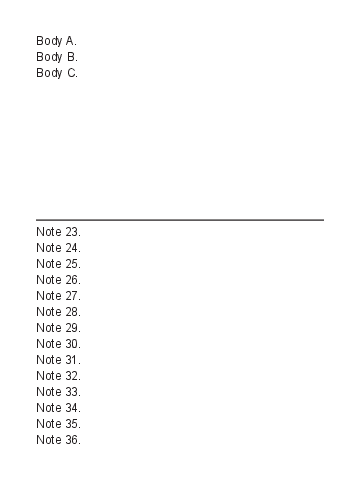 Body A.
Body B.
Body C.
Note 23.
Note 24.
Note 25.
Note 26.
Note 27.
Note 28.
Note 29.
Note 30.
Note 31.
Note 32.
Note 33.
Note 34.
Note 35.
Note 36.